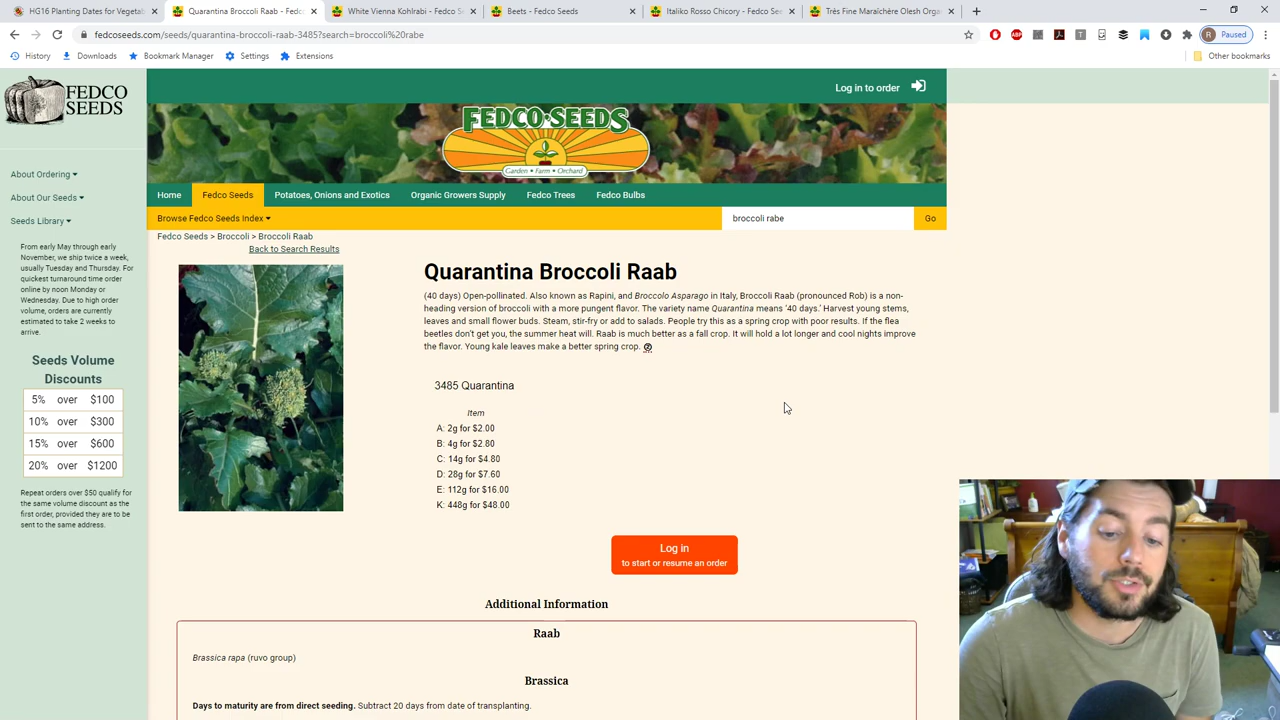 HG16 Planting Dates for Vegetab
Quarantina Broccoli Raab - Fedc
White Vienna Kohlrabi - Fedco S
Beets - Fedco Seeds
Italiko Rosso Chicory - Fedco See
Très Fine Maraîchère Olesh Orga
fedcoseeds.com/seeds/quarantina-broccoli-raab-3485?search=broccoli%20rabe
ABP
R Paused
History
Downloads
Bookmark Manager
Settings
Extensions
Other bookmarks
FEDCO
SEEDS
Log in to order
FEDCO·SEEDS
Garden • Farm • Orchard
Home
Fedco Seeds
Potatoes, Onions and Exotics
Organic Growers Supply
Fedco Trees
Fedco Bulbs
Browse Fedco Seeds Index
broccoli rabe
Go
About Ordering
About Our Seeds
Seeds Library
From early May through early
November, we ship twice a week,
usually Tuesday and Thursday. For
quickest turnaround time order
online by noon Monday or
Wednesday. Due to high order
volume, orders are currently
estimated to take 2 weeks to
arrive.
Seeds Volume
Discounts
5% over $100
10% over $300
15% over $600
20% over $1200
Repeat orders over $50 qualify for
the same volume discount as the
first order, provided they are to be
sent to the same address.
Fedco Seeds > Broccoli > Broccoli Raab
Back to Search Results
Quarantina Broccoli Raab
(40 days) Open-pollinated. Also known as Rapini, and Broccolo Asparago in Italy, Broccoli Raab (pronounced Rob) is a non-
heading version of broccoli with a more pungent flavor. The variety name Quarantina means '40 days.' Harvest young stems,
leaves and small flower buds. Steam, stir-fry or add to salads. People try this as a spring crop with poor results. If the flea
beetles don't get you, the summer heat will. Raab is much better as a fall crop. It will hold a lot longer and cool nights improve
the flavor. Young kale leaves make a better spring crop. ②
3485 Quarantina
Item
A: 2g for $2.00
B: 4g for $2.80
C: 14g for $4.80
D: 28g for $7.60
E: 112g for $16.00
K: 448g for $48.00
Log in
to start or resume an order
Additional Information
Raab
Brassica rapa (ruvo group)
Brassica
Days to maturity are from direct seeding. Subtract 20 days from date of transplanting.